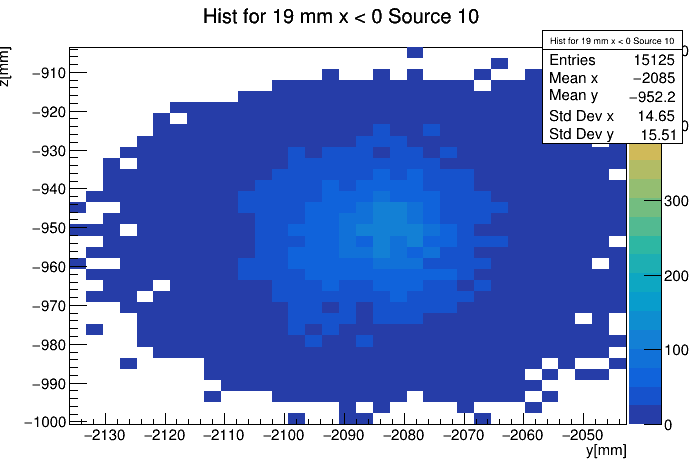 Hist for 19 mm x < 0 Source 10
z[mm]
Hist for 19 mm x < 0 Source 10
Entries 15125
Mean x −2085
Mean y −952.2
Std Dev x 14.65
Std Dev y 15.51
−910
−920
−930
−940
−950
−960
−970
−980
−990
−1000
300
200
100
0
−2130 −2120 −2110 −2100 −2090 −2080 −2070 −2060 −2050
y[mm]